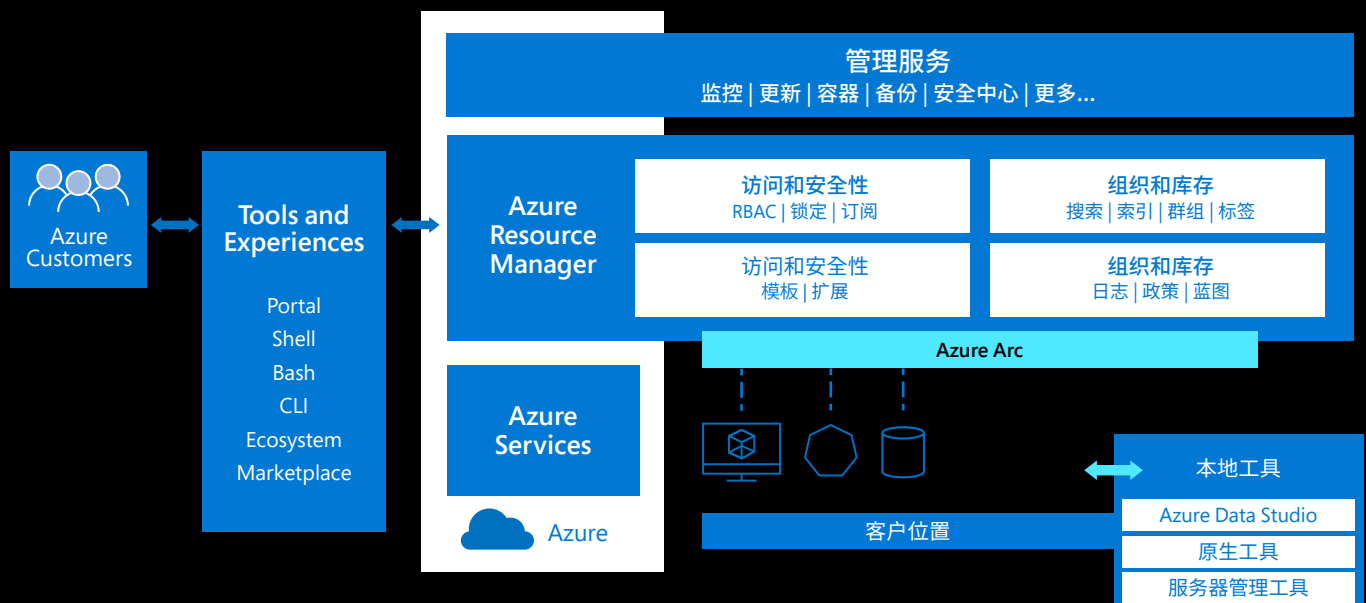 管理服务
监控 | 更新 | 容器 | 备份 | 安全中心 | 更多...
Azure
Customers
Tools and
Experiences
Portal
Shell
Bash
CLI
Ecosystem
Marketplace
Azure
Resource
Manager
访问和安全性
RBAC | 锁定 | 订阅
组织和库存
搜索 | 索引 | 群组 | 标签
访问和安全性
模板 | 扩展
组织和库存
日志 | 政策 | 蓝图
Azure Arc
Azure
Services
Azure
客户位置
本地工具
Azure Data Studio
原生工具
服务器管理工具